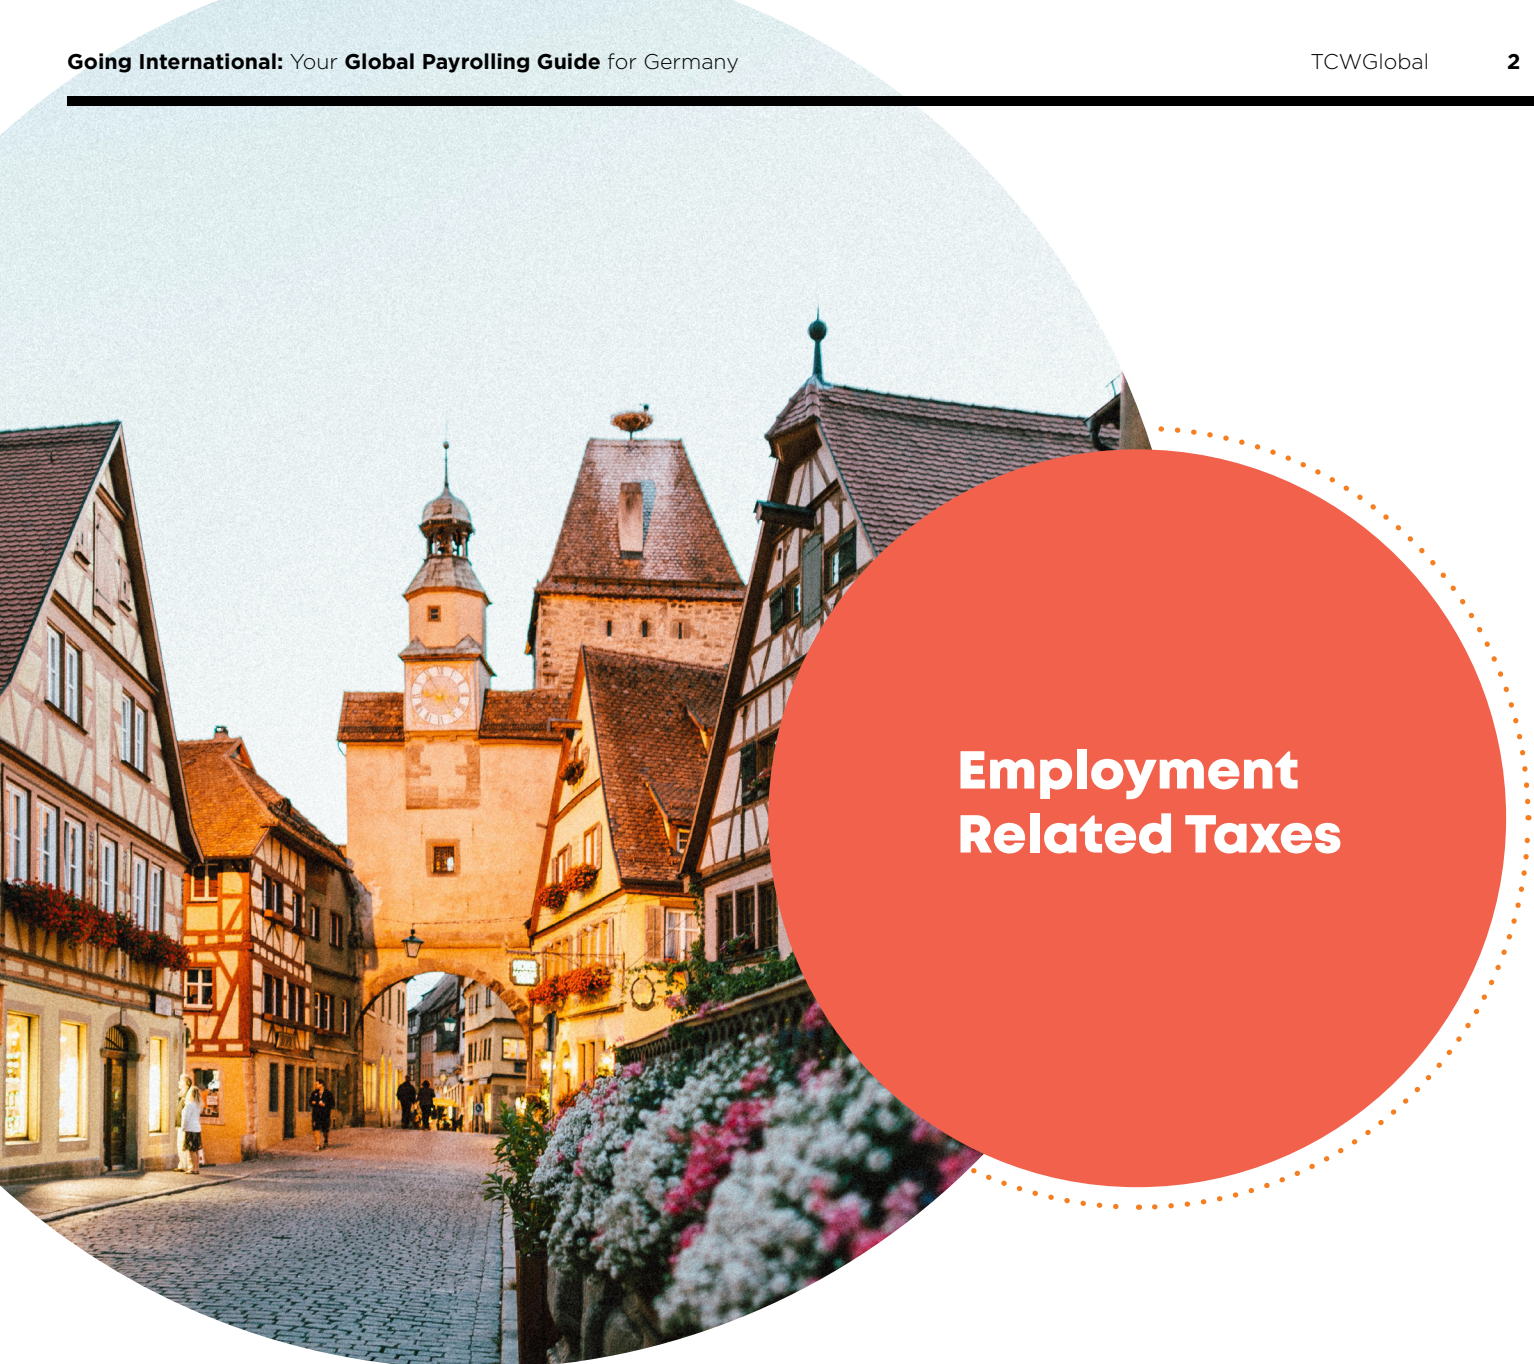 Going International: Your Global Payrolling Guide for Germany TCWGlobal 2
Employment
Related Taxes